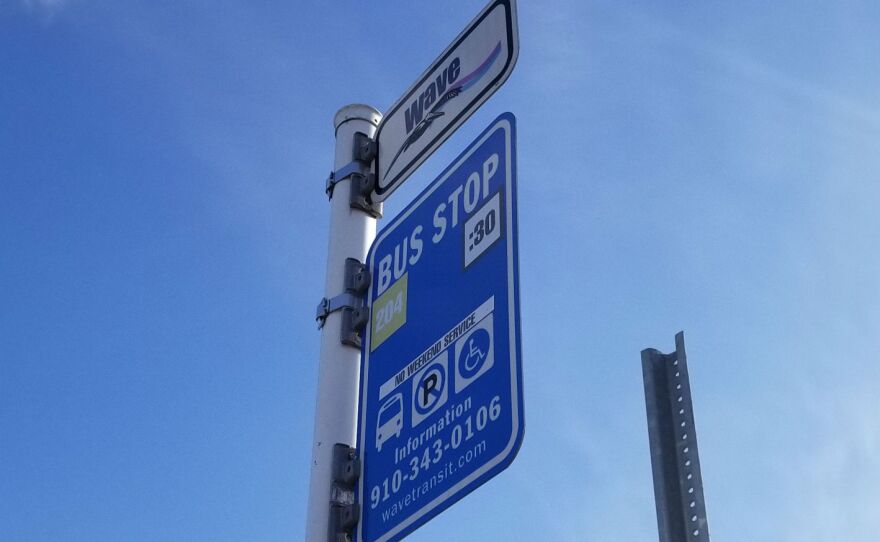 wave
BUS STOP
:30
204
NO WEEKEND SERVICE
P
Information
910-343-0106
wavetransit.com